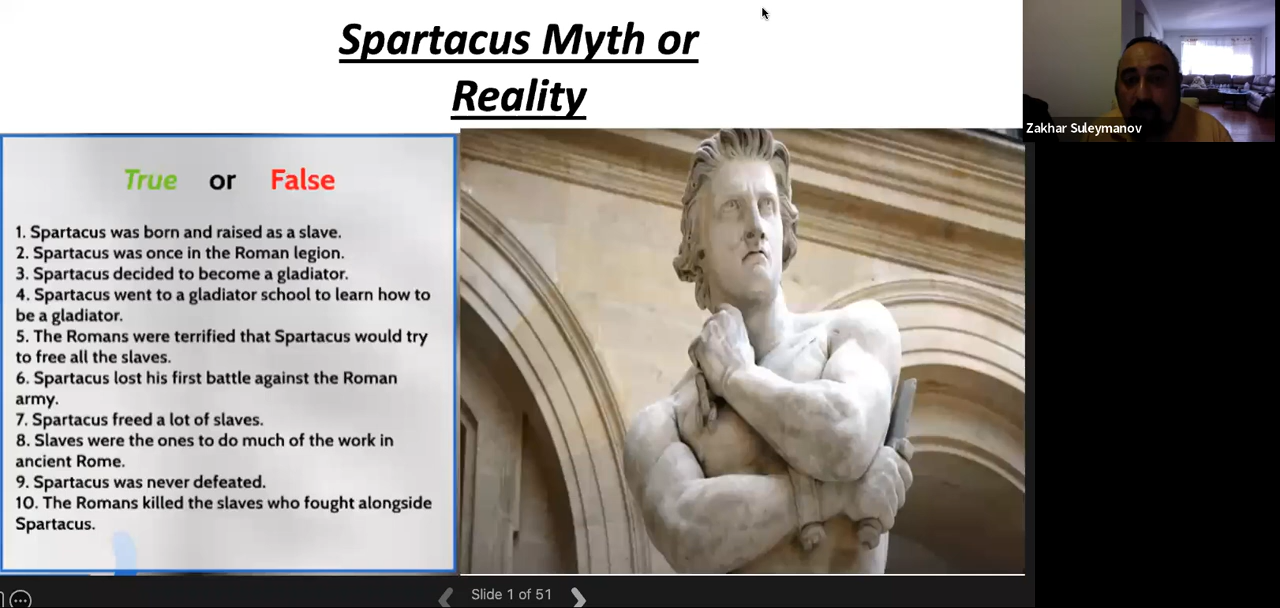 Spartacus Myth or
Reality
True or False
1. Spartacus was born and raised as a slave.
2. Spartacus was once in the Roman legion.
3. Spartacus decided to become a gladiator.
4. Spartacus went to a gladiator school to learn how to
be a gladiator.
5. The Romans were terrified that Spartacus would try
to free all the slaves.
6. Spartacus lost his first battle against the Roman
army.
7. Spartacus freed a lot of slaves.
8. Slaves were the ones to do much of the work in
ancient Rome.
9. Spartacus was never defeated.
10. The Romans killed the slaves who fought alongside
Spartacus.
Zakhar Suleymanov
Slide 1 of 51